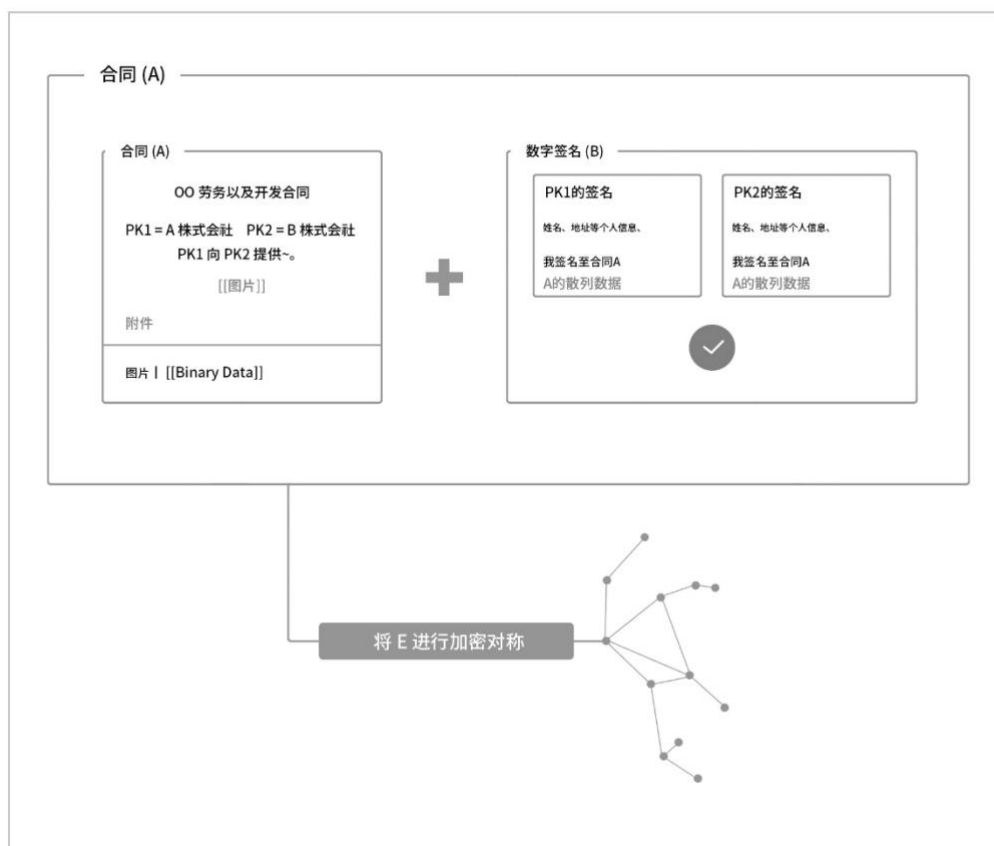 合同 (A)
合同 (A)
OO 劳务以及开发合同
PK1 = A 株式会社 PK2 = B 株式会社
PK1 向 PK2 提供~。
[[图片]]
附件
图片丨 [[Binary Data]]
数字签名 (B)
PK1的签名
姓名、地址等个人信息、
我签名至合同A
A的散列数据
PK2的签名
姓名、地址等个人信息、
我签名至合同A
A的散列数据
将 E 进行加密对称